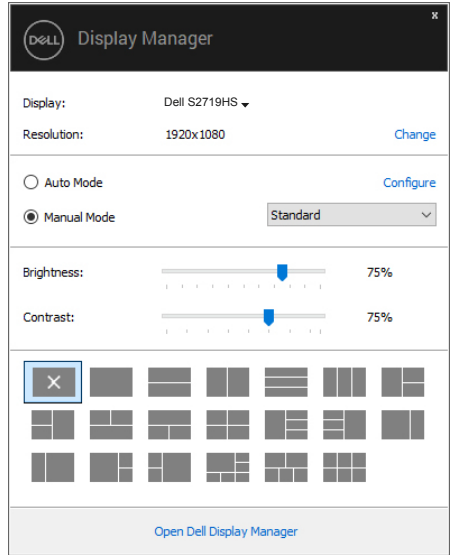 x
DELL Display Manager
Display: Dell S2719HS
Resolution: 1920x1080 Change
Auto Mode Configure
Manual Mode Standard
Brightness: 75%
Contrast: 75%
Open Dell Display Manager